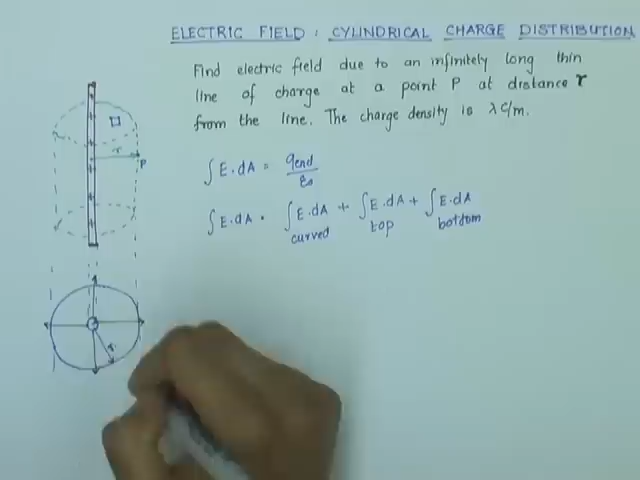 ELECTRIC FIELD : CYLINDRICAL CHARGE DISTRIBUTION
Find electric field due to an infinitely long thin
line of charge at a point P at distance r
from the line. The charge density is λ C/m.
∫E.dA = qend/ε₀
∫E.dA = ∫E.dA + ∫E.dA + ∫E.dA
curved top bottom
r
P
r